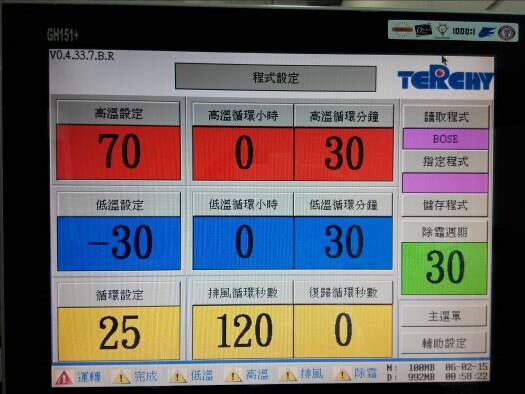 GH151+
1000:1
V0.4.33.7.B.R
程式設定
TERCHY
高溫設定 高溫循環小時 高溫循環分鐘
70 0 30
低溫設定 低溫循環小時 低溫循環分鐘
-30 0 30
循環設定 排風循環秒數 復歸循環秒數
25 120 0
讀取程式
BOSE
指定程式
儲存程式
除霜週期
30
主選單
輔助設定
運轉 完成 低溫 高溫 排風 除霜
M: 100MB 06-02-15
D: 992MB 00:58:22